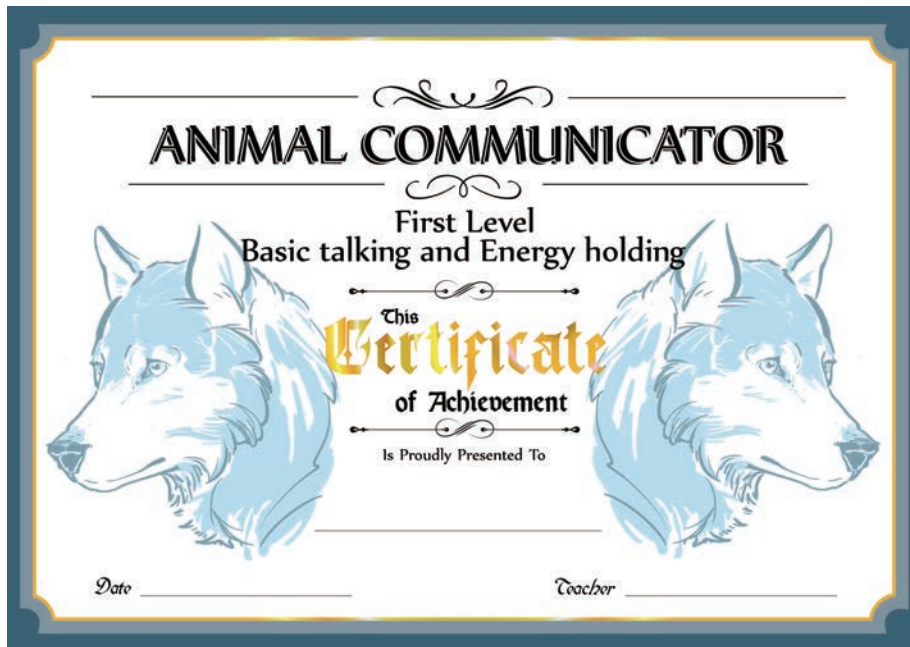 ANIMAL COMMUNICATOR
First Level
Basic talking and Energy holding
This
Certificate
of Achievement
Is Proudly Presented To
Date
Teacher